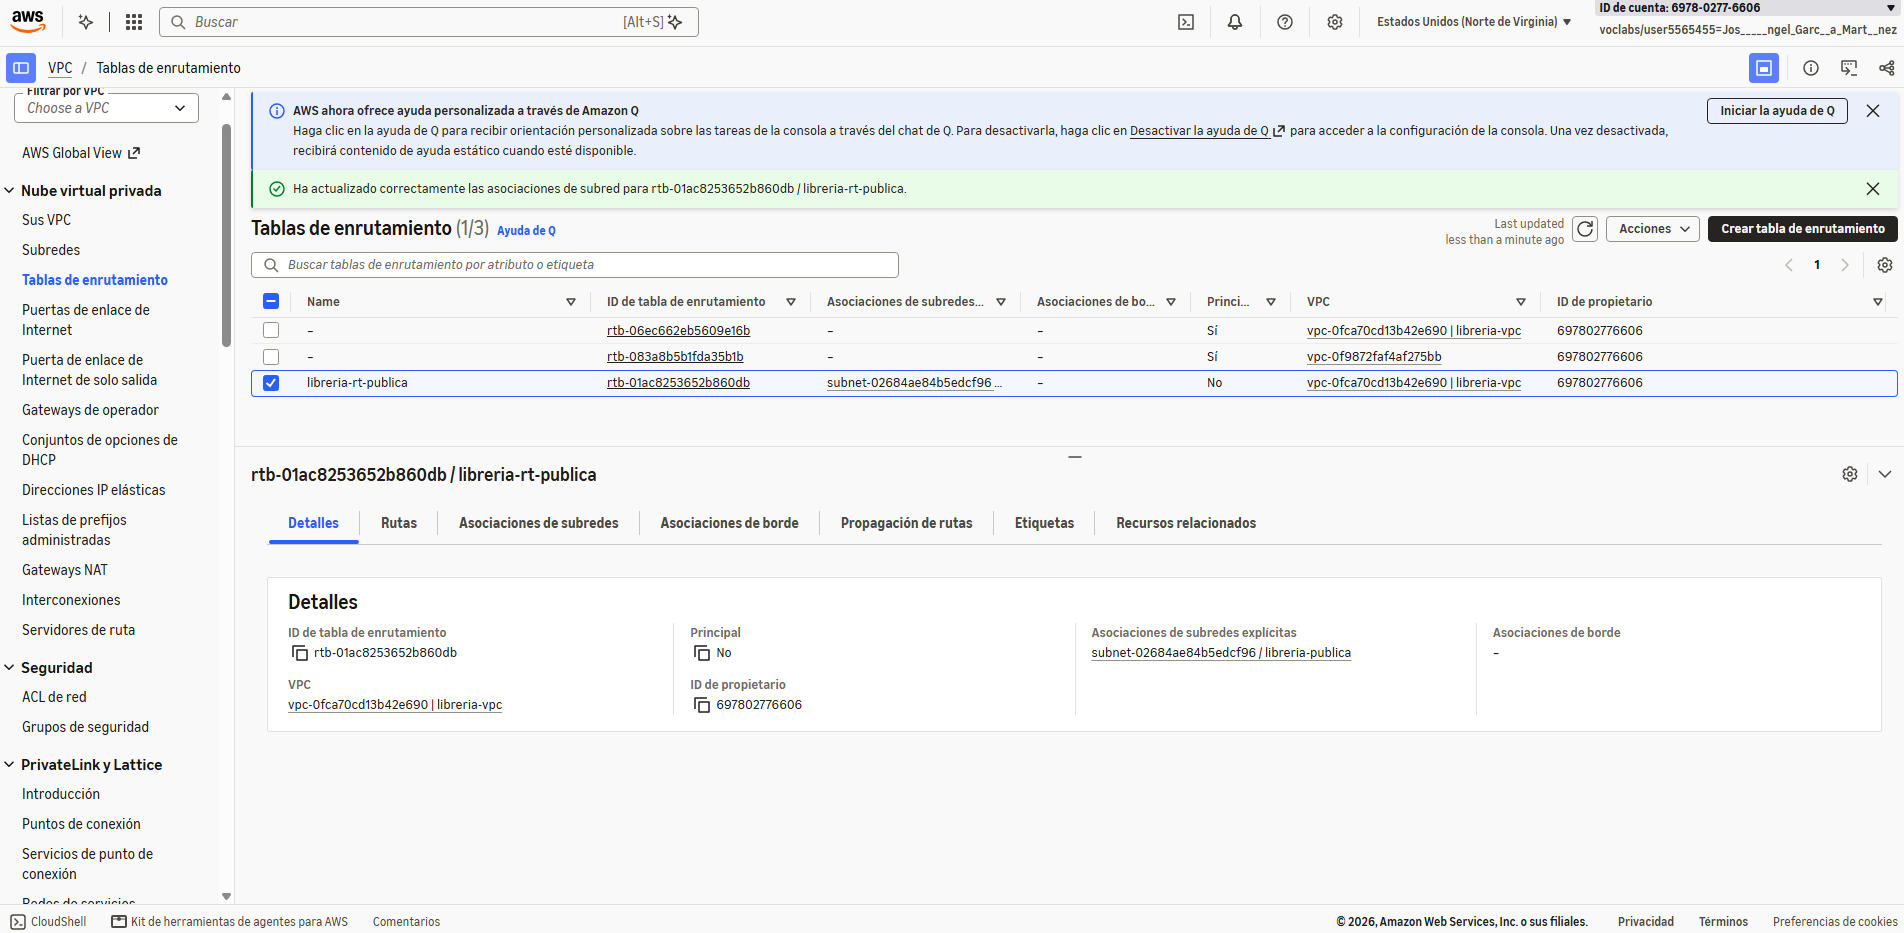 aws
Buscar
[Alt+S]
Estados Unidos (Norte de Virginia)
ID de cuenta: 6978-0277-6606
voclabs/user5565455=Jos_____ngel_Garc__a_Mart__nez
VPC / Tablas de enrutamiento
Filtrar por VPC
Choose a VPC
AWS Global View
Nube virtual privada
Sus VPC
Subredes
Tablas de enrutamiento
Puertas de enlace de
Internet
Puerta de enlace de
Internet de solo salida
Gateways de operador
Conjuntos de opciones de
DHCP
Direcciones IP elásticas
Listas de prefijos
administradas
Gateways NAT
Interconexiones
Servidores de ruta
Seguridad
ACL de red
Grupos de seguridad
PrivateLink y Lattice
Introducción
Puntos de conexión
Servicios de punto de
conexión
Redes de servicios
AWS ahora ofrece ayuda personalizada a través de Amazon Q
Haga clic en la ayuda de Q para recibir orientación personalizada sobre las tareas de la consola a través del chat de Q. Para desactivarla, haga clic en Desactivar la ayuda de Q para acceder a la configuración de la consola. Una vez desactivada,
recibirá contenido de ayuda estático cuando esté disponible.
Iniciar la ayuda de Q
Ha actualizado correctamente las asociaciones de subred para rtb-01ac8253652b860db / libreria-rt-publica.
Tablas de enrutamiento (1/3) Ayuda de Q
Last updated
less than a minute ago
Acciones
Crear tabla de enrutamiento
Buscar tablas de enrutamiento por atributo o etiqueta
1
Name ID de tabla de enrutamiento Asociaciones de subredes... Asociaciones de bo... Princi... VPC ID de propietario
– rtb-06ec662eb5609e16b – – Sí vpc-0fca70cd13b42e690 | libreria-vpc 697802776606
– rtb-083a8b5b1fda35b1b – – Sí vpc-0f9872faf4af275bb 697802776606
libreria-rt-publica rtb-01ac8253652b860db subnet-02684ae84b5edcf96 ... – No vpc-0fca70cd13b42e690 | libreria-vpc 697802776606
rtb-01ac8253652b860db / libreria-rt-publica
Detalles Rutas Asociaciones de subredes Asociaciones de borde Propagación de rutas Etiquetas Recursos relacionados
Detalles
ID de tabla de enrutamiento
rtb-01ac8253652b860db
VPC
vpc-0fca70cd13b42e690 | libreria-vpc
Principal
No
ID de propietario
697802776606
Asociaciones de subredes explícitas
subnet-02684ae84b5edcf96 / libreria-publica
Asociaciones de borde
–
CloudShell
Kit de herramientas de agentes para AWS
Comentarios
© 2026, Amazon Web Services, Inc. o sus filiales.
Privacidad
Términos
Preferencias de cookies